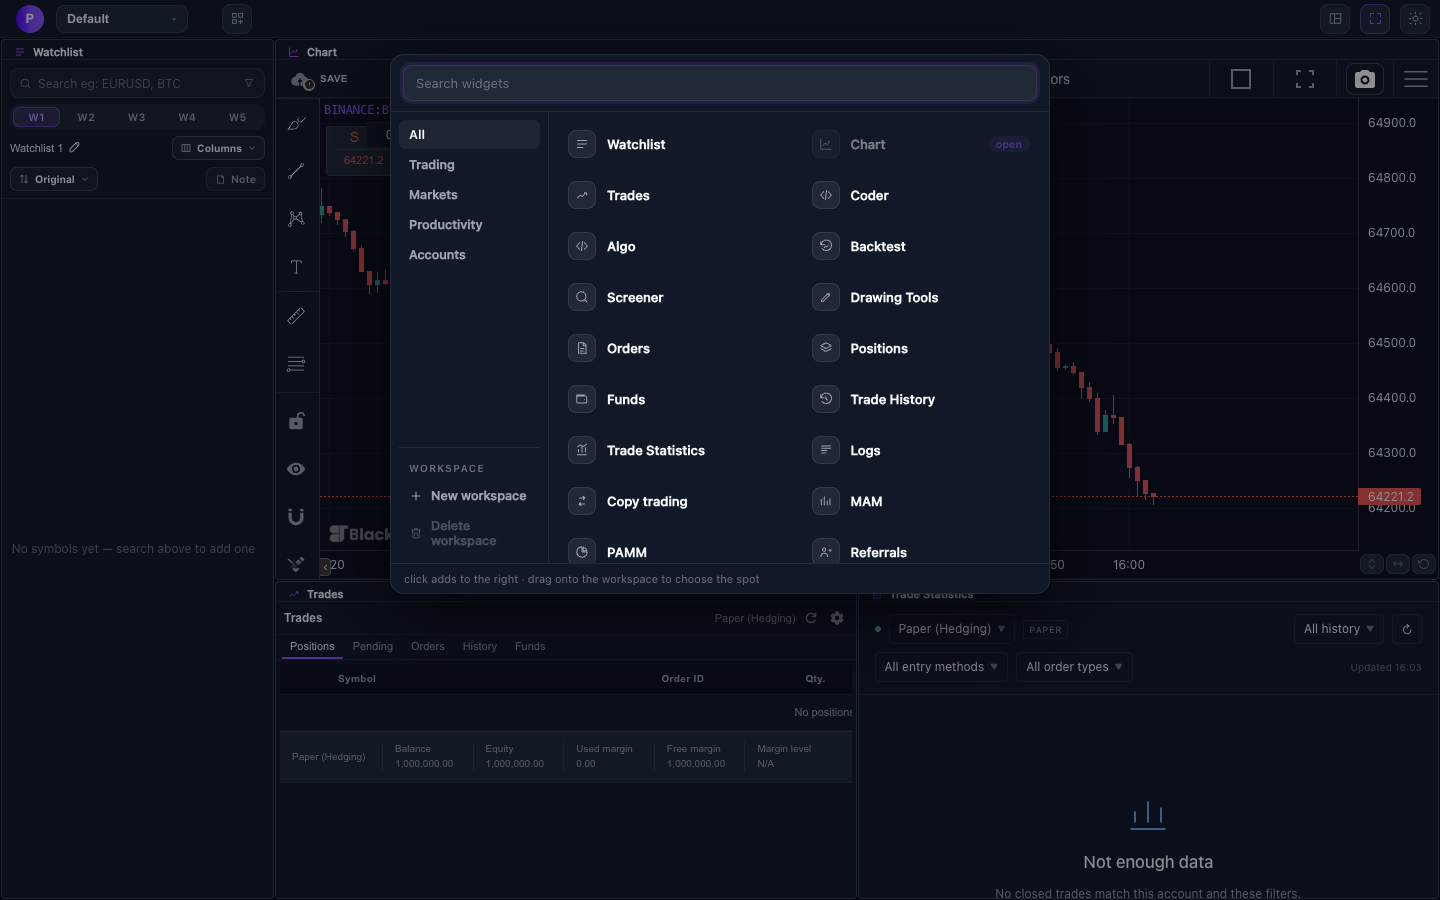 P
Default
Watchlist
Search eg: EURUSD, BTC
W1 W2 W3 W4 W5
Watchlist 1
Columns
Original
Note
No symbols yet — search above to add one
Chart
SAVE
BINANCE:B
S
64221.2
Search widgets
All
Trading
Markets
Productivity
Accounts
WORKSPACE
New workspace
Delete
workspace
Watchlist
Chart
open
Trades
Coder
Algo
Backtest
Screener
Drawing Tools
Orders
Positions
Funds
Trade History
Trade Statistics
Logs
Copy trading
MAM
PAMM
Referrals
click adds to the right · drag onto the workspace to choose the spot
ors
64900.0
64800.0
64700.0
64600.0
64500.0
64400.0
64300.0
64221.2
64200.0
Black
20
50
16:00
Trades
Trades
Paper (Hedging)
Positions Pending Orders History Funds
Symbol Order ID Qty.
No positions
Paper (Hedging)
Balance Equity Used margin Free margin Margin level
1,000,000.00 1,000,000.00 0.00 1,000,000.00 N/A
Trade Statistics
Paper (Hedging)
PAPER
All history
All entry methods
All order types
Updated 16:03
Not enough data
No closed trades match this account and these filters.